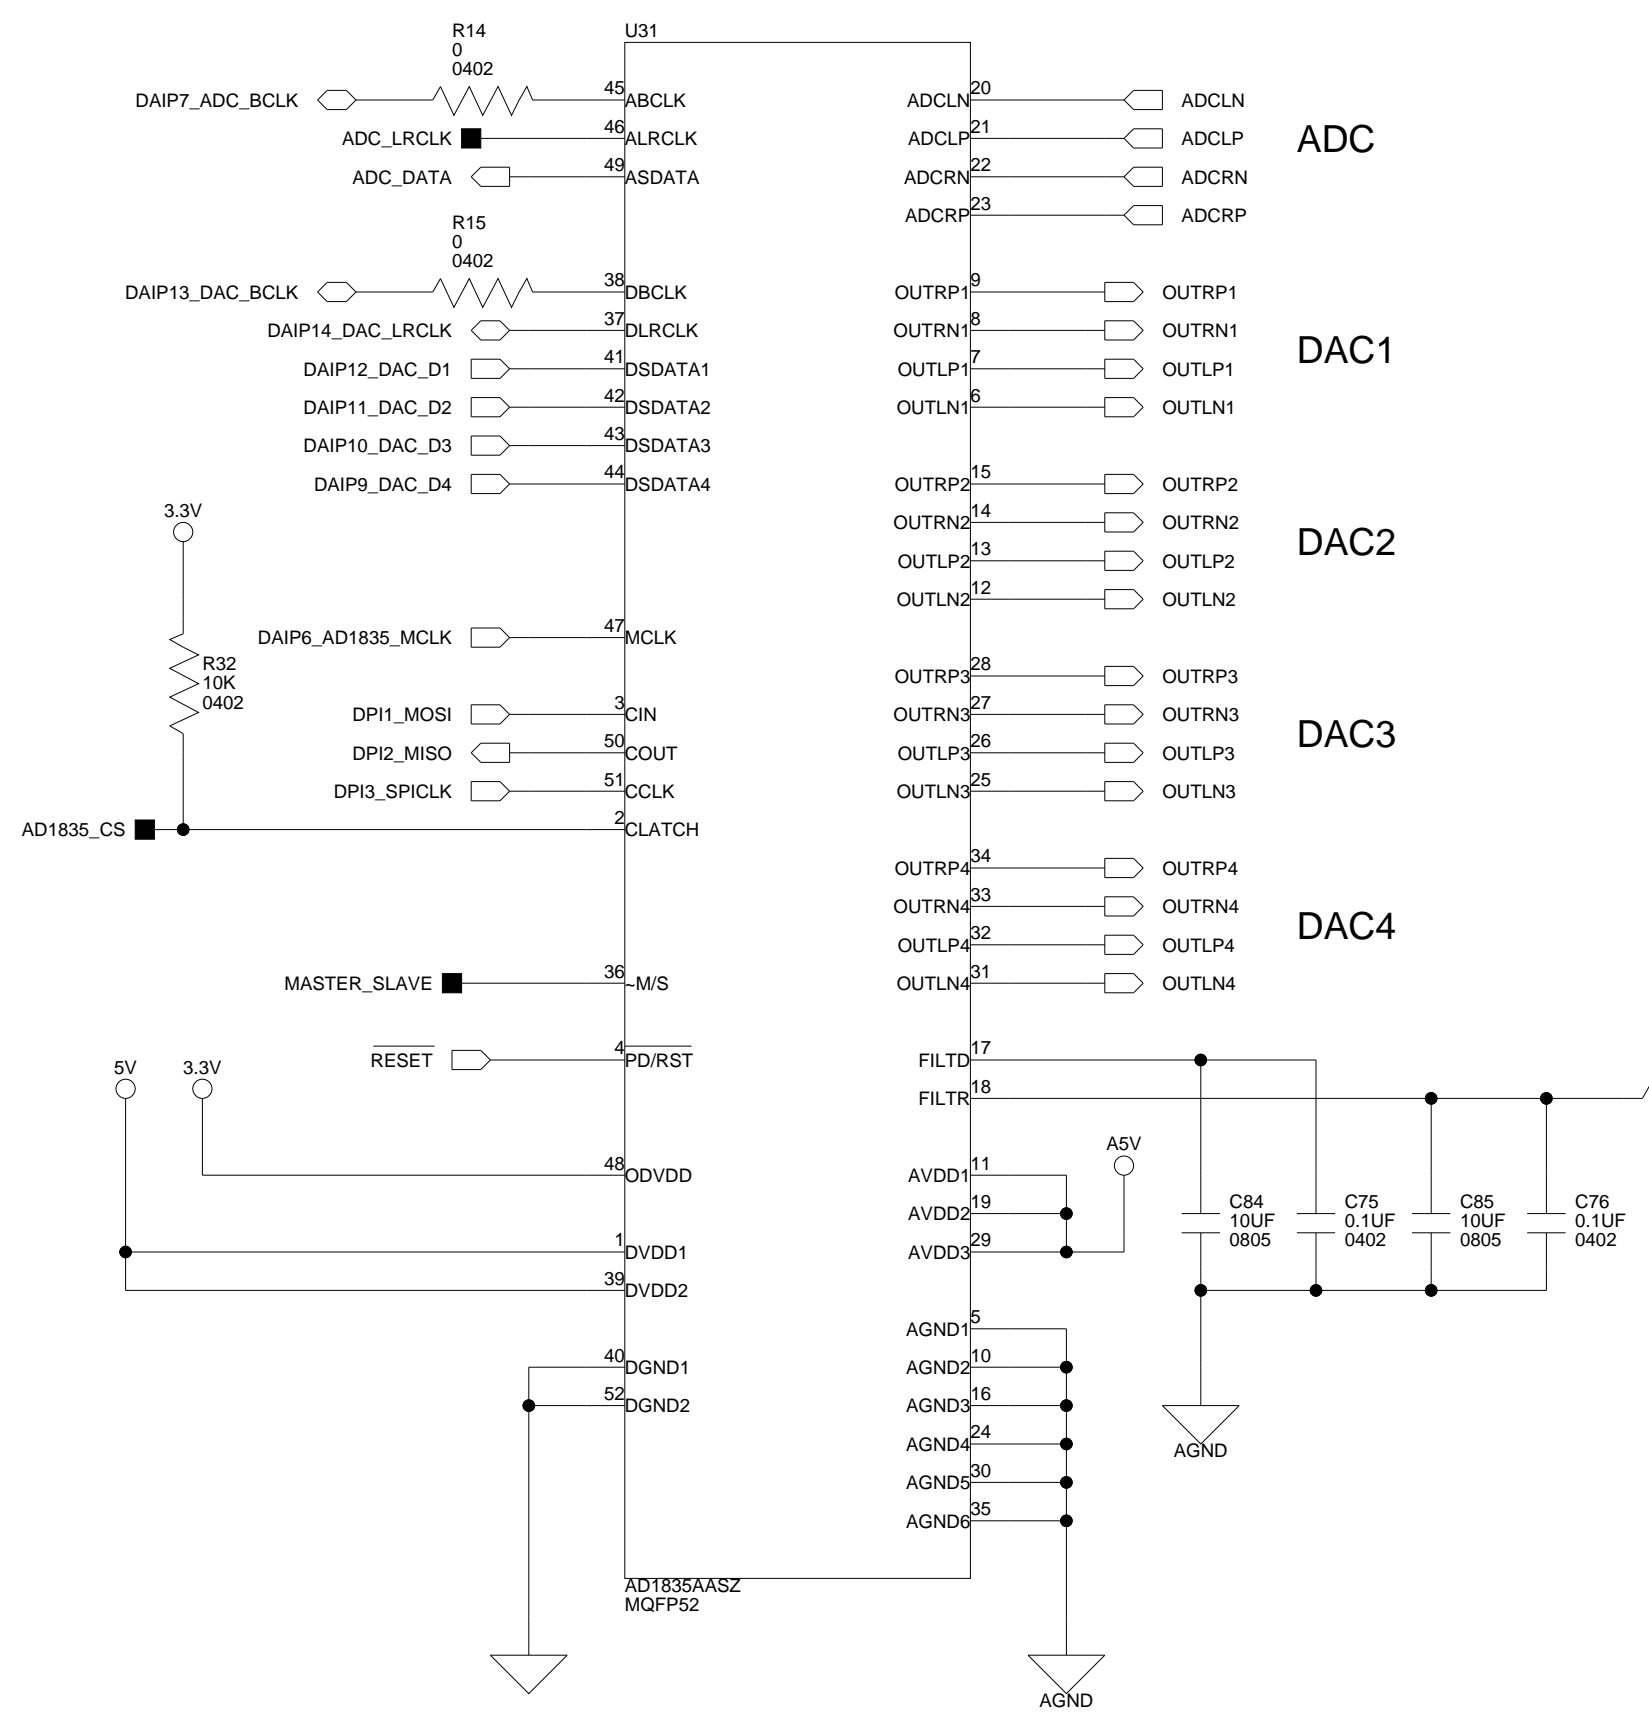 U31
R14
0
0402
DAIP7_ADC_BCLK
45
ABCLK
ADC_LRCLK
46
ALRCLK
ADC_DATA
49
ASDATA
R15
0
0402
DAIP13_DAC_BCLK
38
DBCLK
DAIP14_DAC_LRCLK
37
DLRCLK
DAIP12_DAC_D1
41
DSDATA1
DAIP11_DAC_D2
42
DSDATA2
DAIP10_DAC_D3
43
DSDATA3
DAIP9_DAC_D4
44
DSDATA4
3.3V
R32
10K
0402
DAIP6_AD1835_MCLK
47
MCLK
DPI1_MOSI
3
CIN
DPI2_MISO
50
COUT
DPI3_SPICLK
51
CCLK
AD1835_CS
2
CLATCH
MASTER_SLAVE
36
~M/S
RESET
4
PD/RST
5V
3.3V
48
ODVDD
1
DVDD1
39
DVDD2
40
DGND1
52
DGND2
AD1835AASZ
MQFP52
ADCLN
20
ADCLN
ADCLP
21
ADCLP
ADCRN
22
ADCRN
ADCRP
23
ADCRP
ADC
OUTRP1
9
OUTRP1
OUTRN1
8
OUTRN1
OUTLP1
7
OUTLP1
OUTLN1
6
OUTLN1
DAC1
OUTRP2
15
OUTRP2
OUTRN2
14
OUTRN2
OUTLP2
13
OUTLP2
OUTLN2
12
OUTLN2
DAC2
OUTRP3
28
OUTRP3
OUTRN3
27
OUTRN3
OUTLP3
26
OUTLP3
OUTLN3
25
OUTLN3
DAC3
OUTRP4
34
OUTRP4
OUTRN4
33
OUTRN4
OUTLP4
32
OUTLP4
OUTLN4
31
OUTLN4
DAC4
FILTD
17
FILTR
18
A5V
AVDD1
11
AVDD2
19
AVDD3
29
C84
10UF
0805
C75
0.1UF
0402
C85
10UF
0805
C76
0.1UF
0402
AGND
AGND1
5
AGND2
10
AGND3
16
AGND4
24
AGND5
30
AGND6
35
AGND